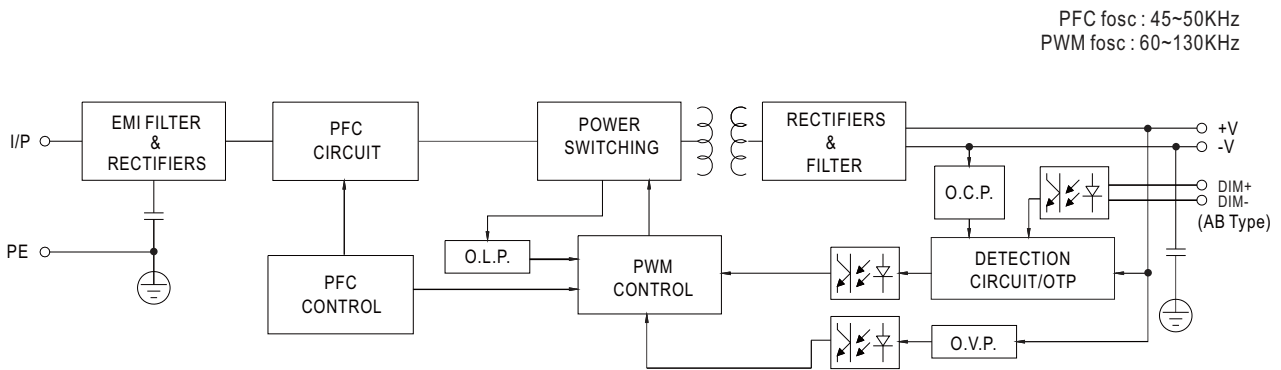 PFC fosc : 45~50KHz
PWM fosc : 60~130KHz
I/P
EMI FILTER
&
RECTIFIERS
PFC
CIRCUIT
POWER
SWITCHING
RECTIFIERS
&
FILTER
+V
-V
O.C.P.
DIM+
DIM-
(AB Type)
PE
O.L.P.
PFC
CONTROL
PWM
CONTROL
DETECTION
CIRCUIT/OTP
O.V.P.